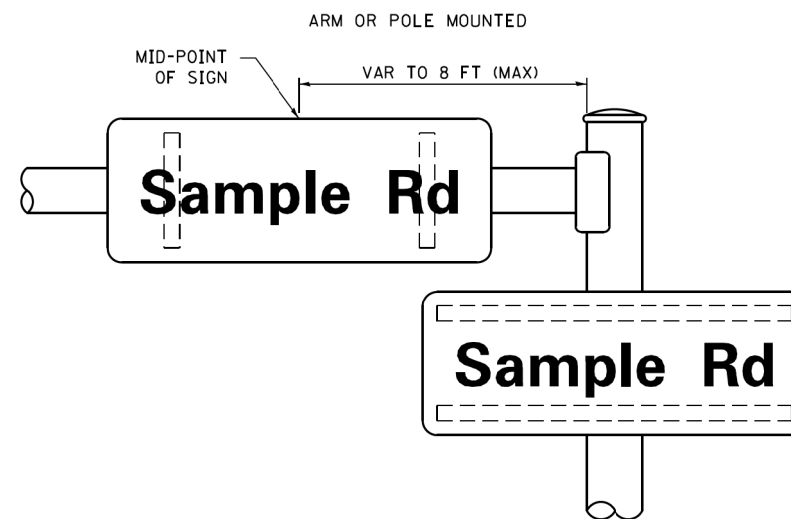 ARM OR POLE MOUNTED
MID-POINT
OF SIGN
VAR TO 8 FT (MAX)
Sample Rd
Sample Rd